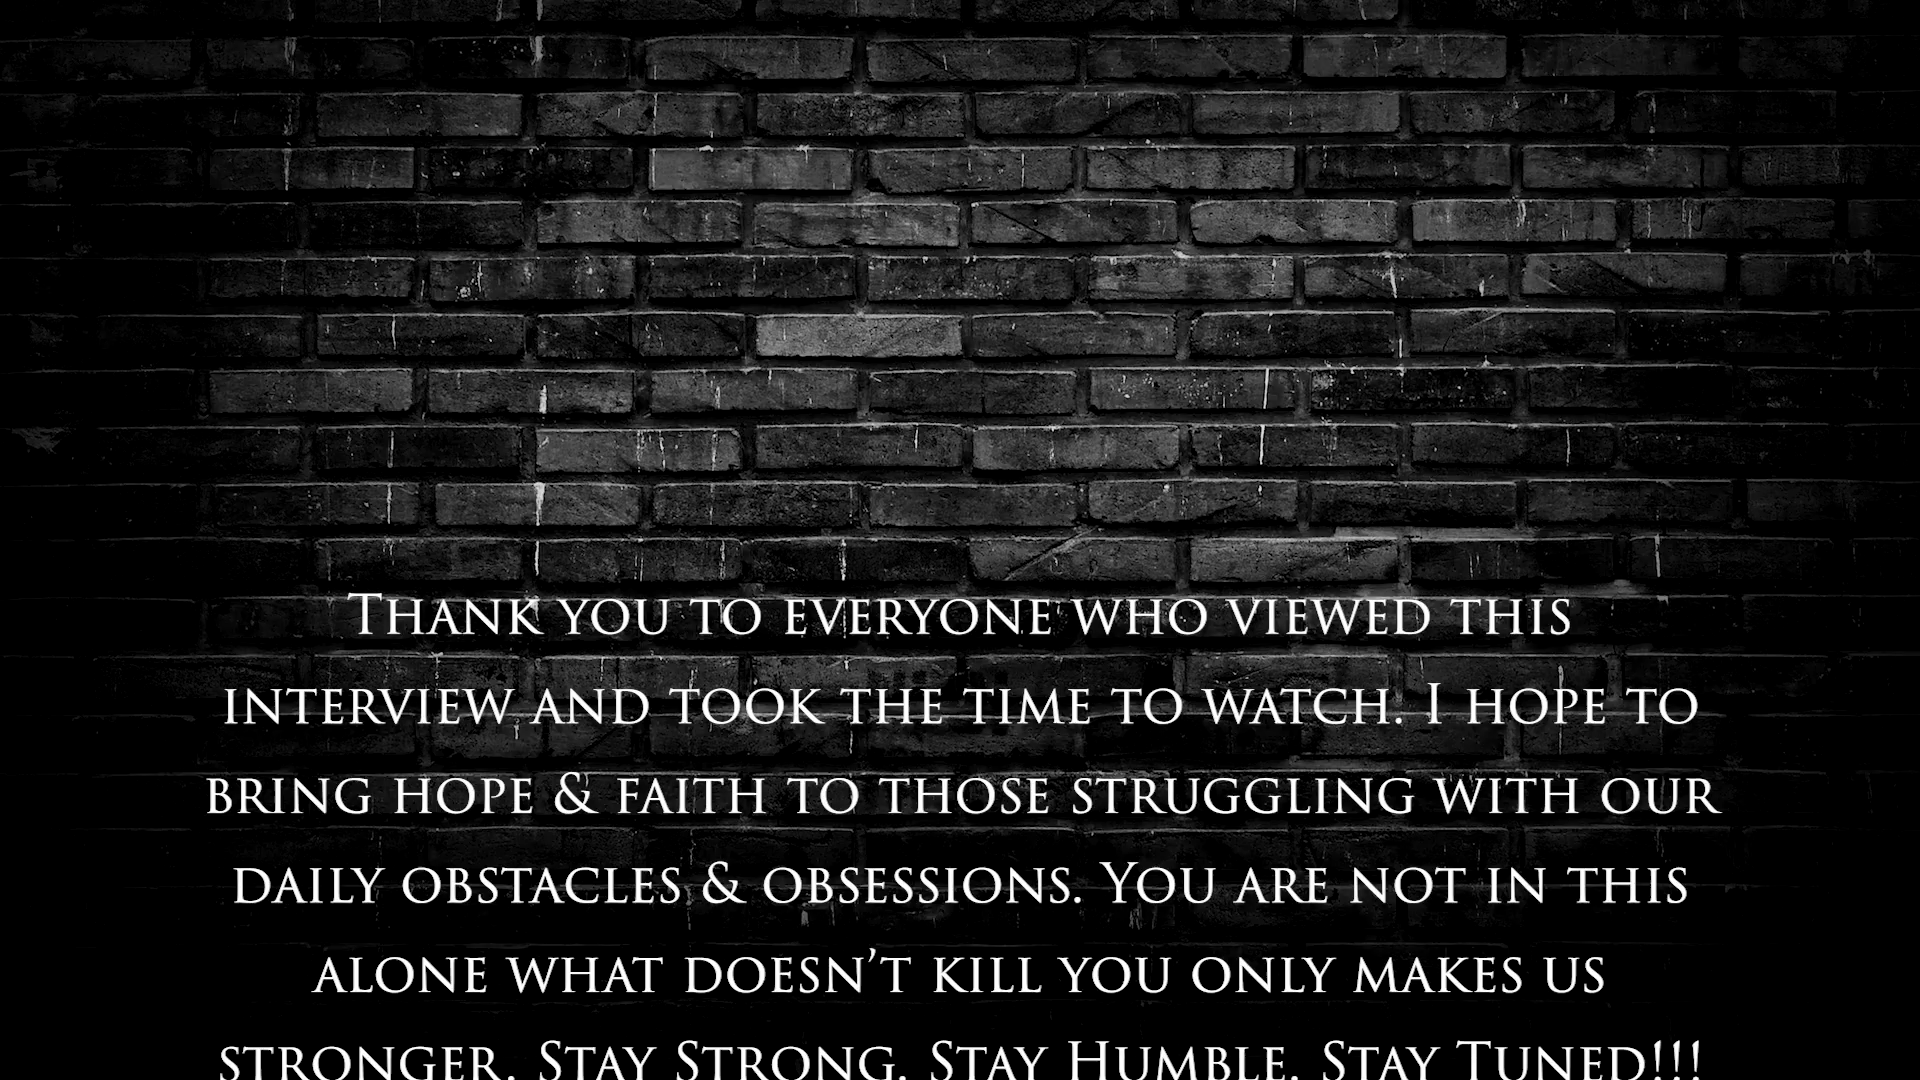 Thank you to everyone who viewed this
interview and took the time to watch. I hope to
bring hope & faith to those struggling with our
daily obstacles & obsessions. You are not in this
alone what doesn’t kill you only makes us
stronger. Stay Strong. Stay Humble. Stay Tuned!!!